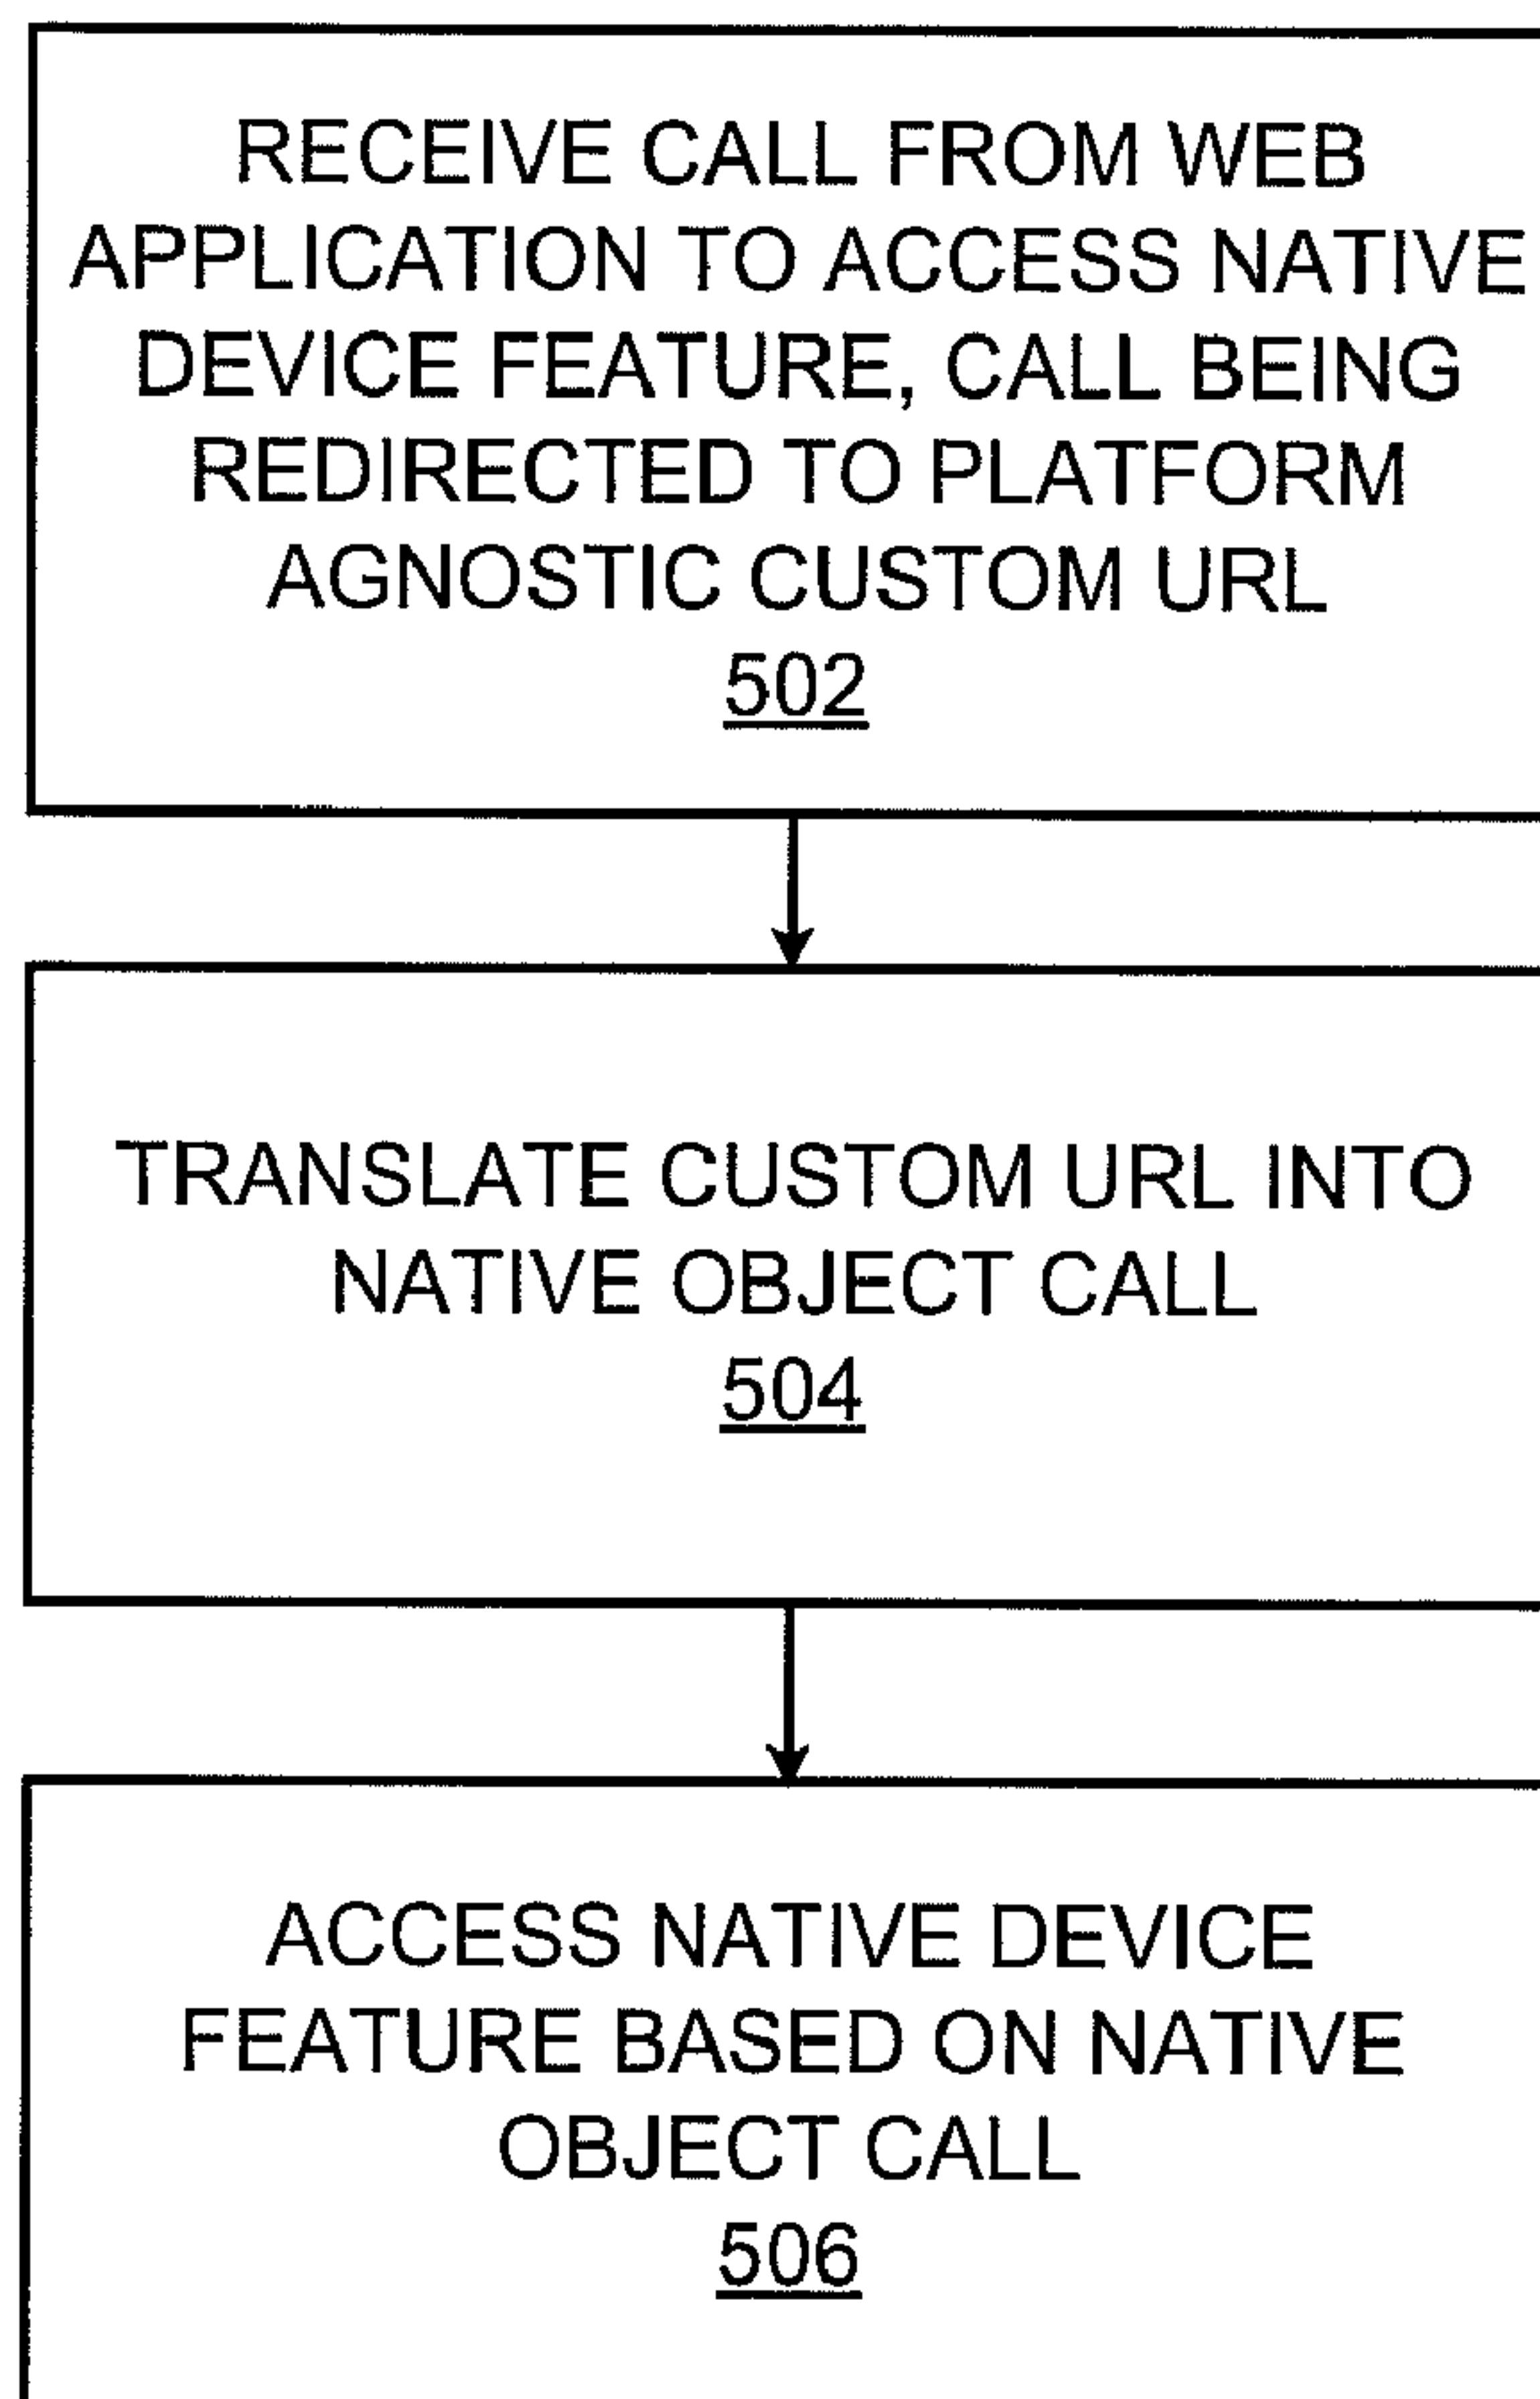 RECEIVE CALL FROM WEB
APPLICATION TO ACCESS NATIVE
DEVICE FEATURE, CALL BEING
REDIRECTED TO PLATFORM
AGNOSTIC CUSTOM URL
502
TRANSLATE CUSTOM URL INTO
NATIVE OBJECT CALL
504
ACCESS NATIVE DEVICE
FEATURE BASED ON NATIVE
OBJECT CALL
506